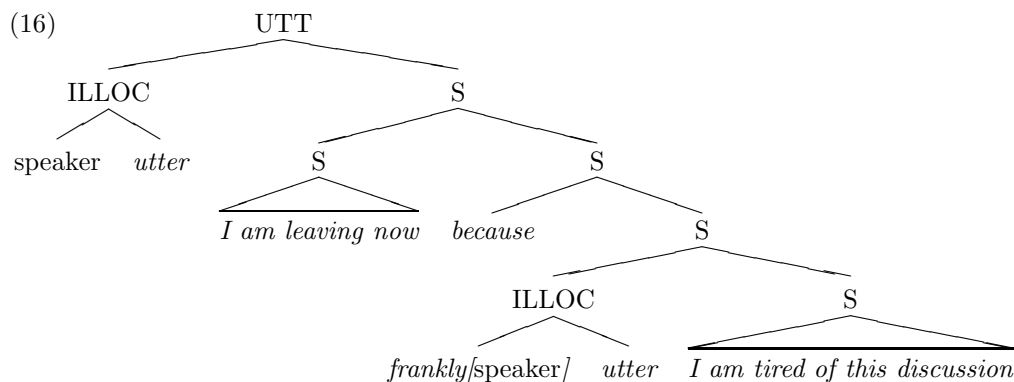 (16) UTT
ILLOC S
speaker utter S S
I am leaving now because S
ILLOC S
frankly[speaker] utter I am tired of this discussion